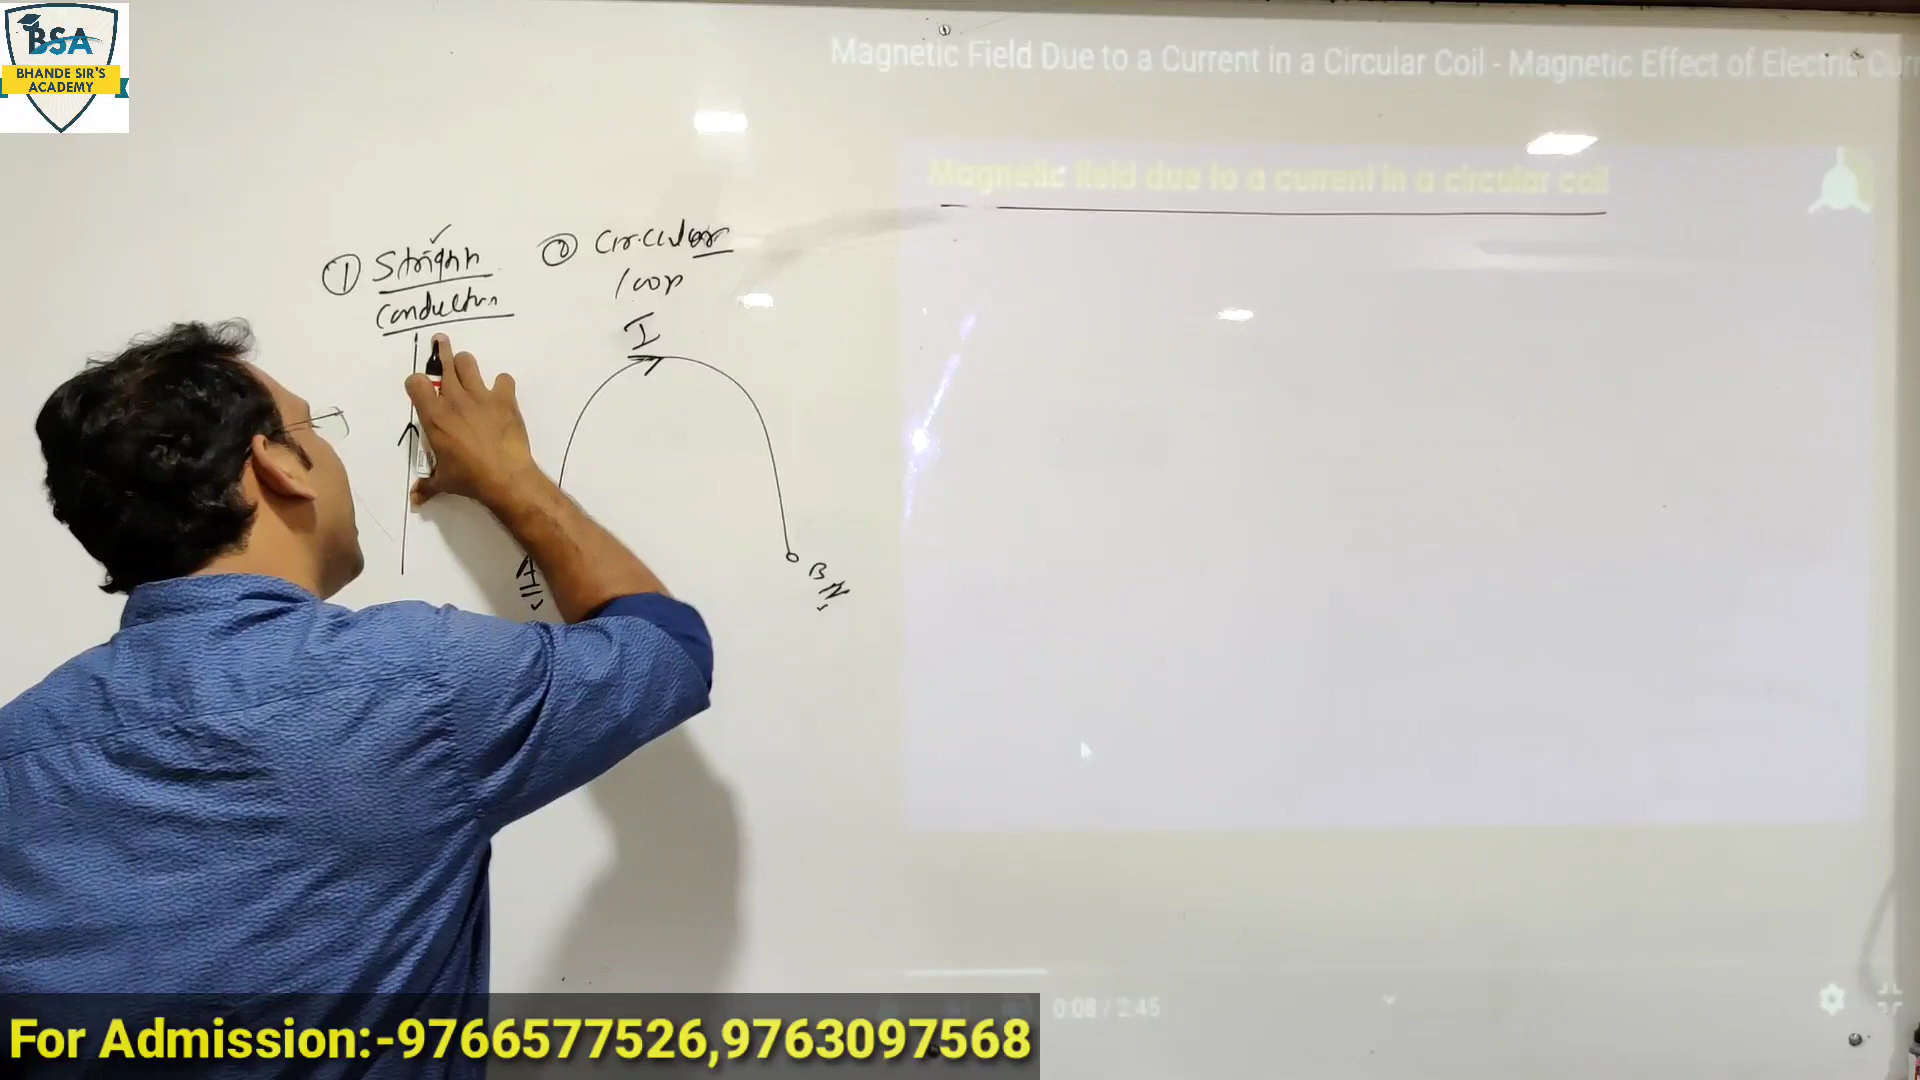 BSA
BHANDE SIR'S
ACADEMY
Magnetic Field Due to a Current in a Circular Coil - Magnetic Effect of Electric Curr
Magnetic field due to a current in a circular coil
① Straight
conductor
② Circular
loop
I
A
B
0:08 / 2:45
For Admission:-9766577526,9763097568